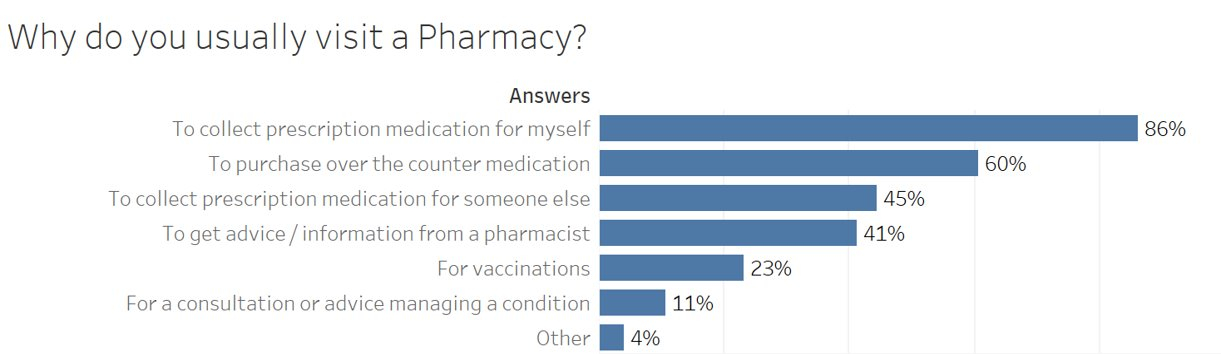 Why do you usually visit a Pharmacy?
Answers
To collect prescription medication for myself 86%
To purchase over the counter medication 60%
To collect prescription medication for someone else 45%
To get advice / information from a pharmacist 41%
For vaccinations 23%
For a consultation or advice managing a condition 11%
Other 4%